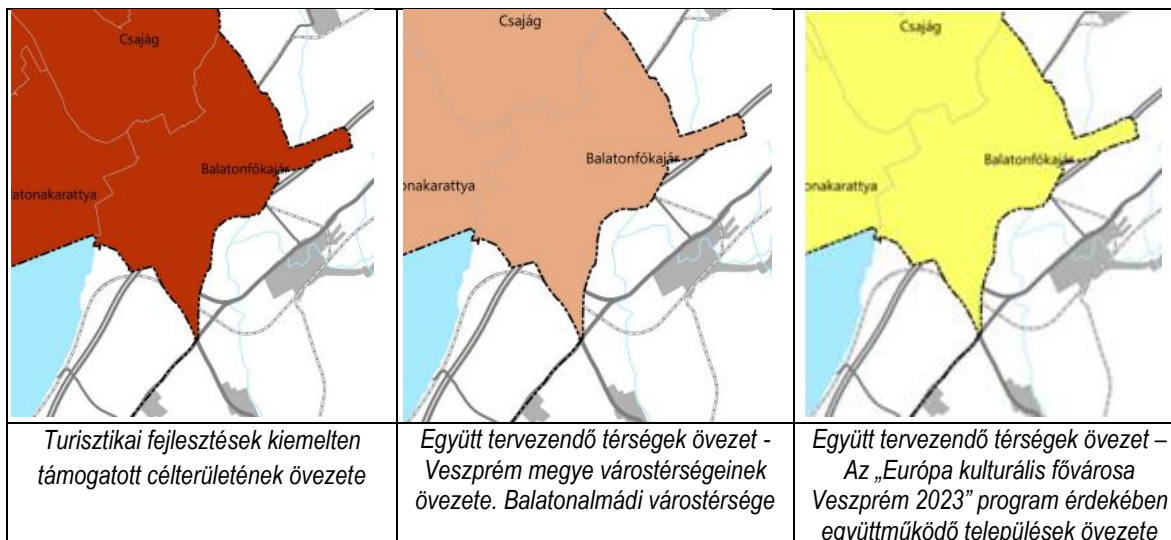 Csajág
Balatonfőkajár
atonakarattya
Csajág
Balatonfőkajár
onakarattya
Csajág
Balatonfőkajár
onakarattya
Turisztikai fejlesztések kiemelten
támogatott célterületének övezete
Együtt tervezendő térségek övezet -
Veszprém megye várostérségeinek
övezete. Balatonalmádi várostérsége
Együtt tervezendő térségek övezet –
Az „Európa kulturális fővárosa
Veszprém 2023” program érdekében
együttműködő települések övezete